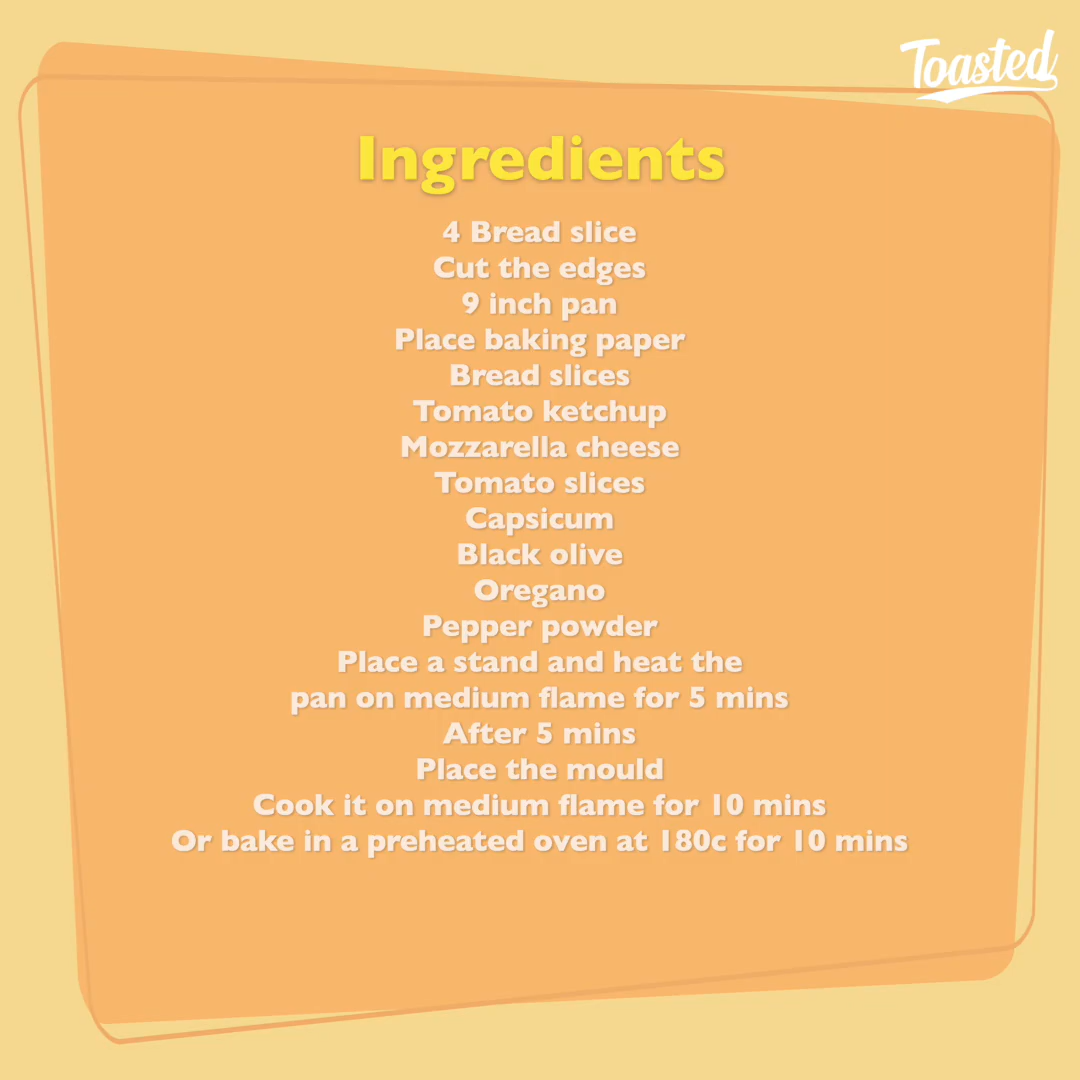 Toasted
Ingredients
4 Bread slice
Cut the edges
9 inch pan
Place baking paper
Bread slices
Tomato ketchup
Mozzarella cheese
Tomato slices
Capsicum
Black olive
Oregano
Pepper powder
Place a stand and heat the
pan on medium flame for 5 mins
After 5 mins
Place the mould
Cook it on medium flame for 10 mins
Or bake in a preheated oven at 180c for 10 mins